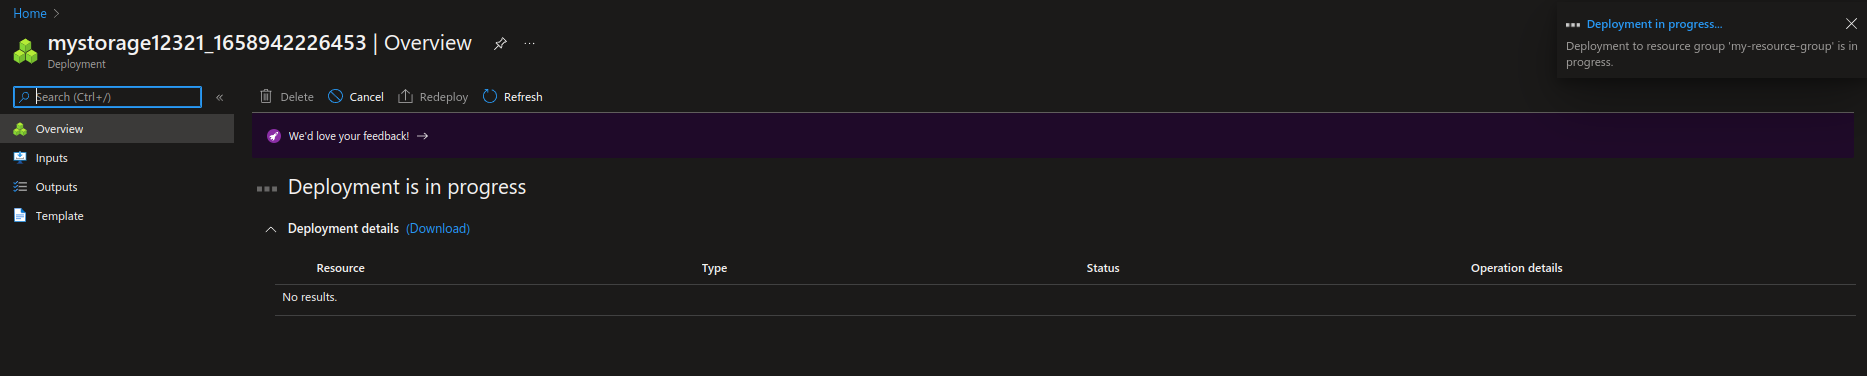 Home >
mystorage12321_1658942226453 | Overview ...
Deployment
Search (Ctrl+/) «
Overview
Inputs
Outputs
Template
Delete Cancel Redeploy Refresh
We'd love your feedback! →
Deployment is in progress
Deployment details (Download)
Resource Type Status Operation details
No results.
Deployment in progress...
Deployment to resource group 'my-resource-group' is in
progress.